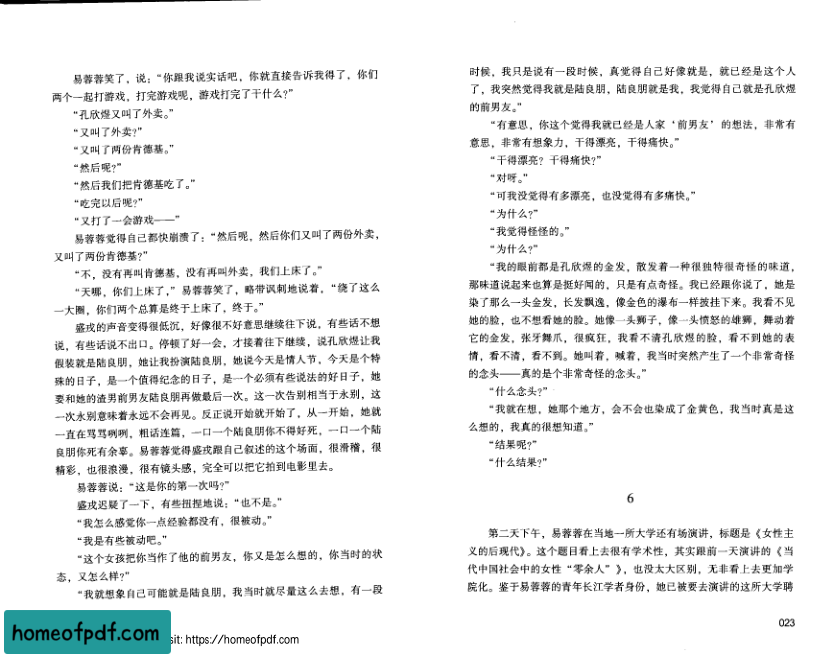 易蓉蓉笑了，说：“你跟我说实话吧，你就直接告诉我得了，你们
两个一起打游戏，打完游戏呢，游戏打完了干什么？”
“孔欣煜又叫了外卖。”
“又叫了外卖？”
“又叫了两份肯德基。”
“然后呢？”
“然后我们把肯德基吃了。”
“吃完以后呢？”
“又打了一会游戏——”
易蓉蓉觉得自己都快崩溃了：“然后呢，然后你们又叫了两份外卖，
又叫了两份肯德基？”
“不，没有再叫肯德基，没有再叫外卖，我们上床了。”
“天哪，你们上床了，”易蓉蓉笑了，略带讽刺地说着，“绕了这么
一大圈，你们两个总算是终于上床了，终于。”
盛戎的声音变得很低沉，好像很不好意思继续往下说，有些话不想
说，有些话说不出口。停顿了好一会，才接着往下继续，说孔欣煜让我
假装就是陆良朋，她让我扮演陆良朋，她说今天是情人节，今天是个特
殊的日子，是一个值得纪念的日子，是一个必须有些说法的好日子，她
要和她的渣男前男友陆良朋再做最后一次。这一次告别相当于永别，这
一次永别意味着永远不会再见。反正说开始就开始了，从一开始，她就
一直在骂骂咧咧，粗话连篇，一口一个陆良朋你不得好死，一口一个陆
良朋你死有余辜。易蓉蓉觉得盛戎跟自己叙述的这个场面，很滑稽，很
精彩，也很浪漫，很有镜头感，完全可以把它拍到电影里去。
易蓉蓉说：“这是你的第一次吗？”
盛戎迟疑了一下，有些扭捏地说：“也不是。”
“我怎么感觉你一点经验都没有，很被动。”
“我是有些被动吧。”
“这个女孩把你当作了他的前男友，你又是怎么想的，你当时的状
态，又怎么样？”
“我就想象自己可能就是陆良朋，我当时就尽量这么去想，有一段
时候，我只是说有一段时候，真觉得自己好像就是，就已经是这个人
了，我突然觉得我就是陆良朋，陆良朋就是我，我觉得自己就是孔欣煜
的前男友。”
“有意思，你这个觉得我就已经是人家‘前男友’的想法，非常有
意思，非常有想象力，干得漂亮，干得痛快。”
“干得漂亮？干得痛快？”
“对呀。”
“可我没觉得有多漂亮，也没觉得有多痛快。”
“为什么？”
“我觉得怪怪的。”
“为什么？”
“我的眼前都是孔欣煜的金发，散发着一种很独特很奇怪的味道，
那味道说起来也算是挺好闻的，只是有点奇怪。我已经跟你说了，她是
染了那么一头金发，长发飘逸，像金色的瀑布一样披挂下来。我看不见
她的脸，也不想看她的脸。她像一头狮子，像一头愤怒的雄狮，舞动着
它的金发，张牙舞爪，很疯狂，我看不清孔欣煜的脸，看不到她的表
情，看不清，看不到。她叫着，喊着，我当时突然产生了一个非常奇怪
的念头——真的是个非常奇怪的念头。”
“什么念头？”
“我就在想，她那个地方，会不会也染成了金黄色，我当时真是这
么想的，我真的很想知道。”
“结果呢？”
“什么结果？”
6
第二天下午，易蓉蓉在当地一所大学还有场演讲，标题是《女性主
义的后现代》。这个题目看上去很有学术性，其实跟前一天演讲的《当
代中国社会中的女性“零余人”》，也没太大区别，无非看上去更加学
院化。鉴于易蓉蓉的青年长江学者身份，她已被要去演讲的这所大学聘
023
homeofpdf.com
sit: https://homeofpdf.com